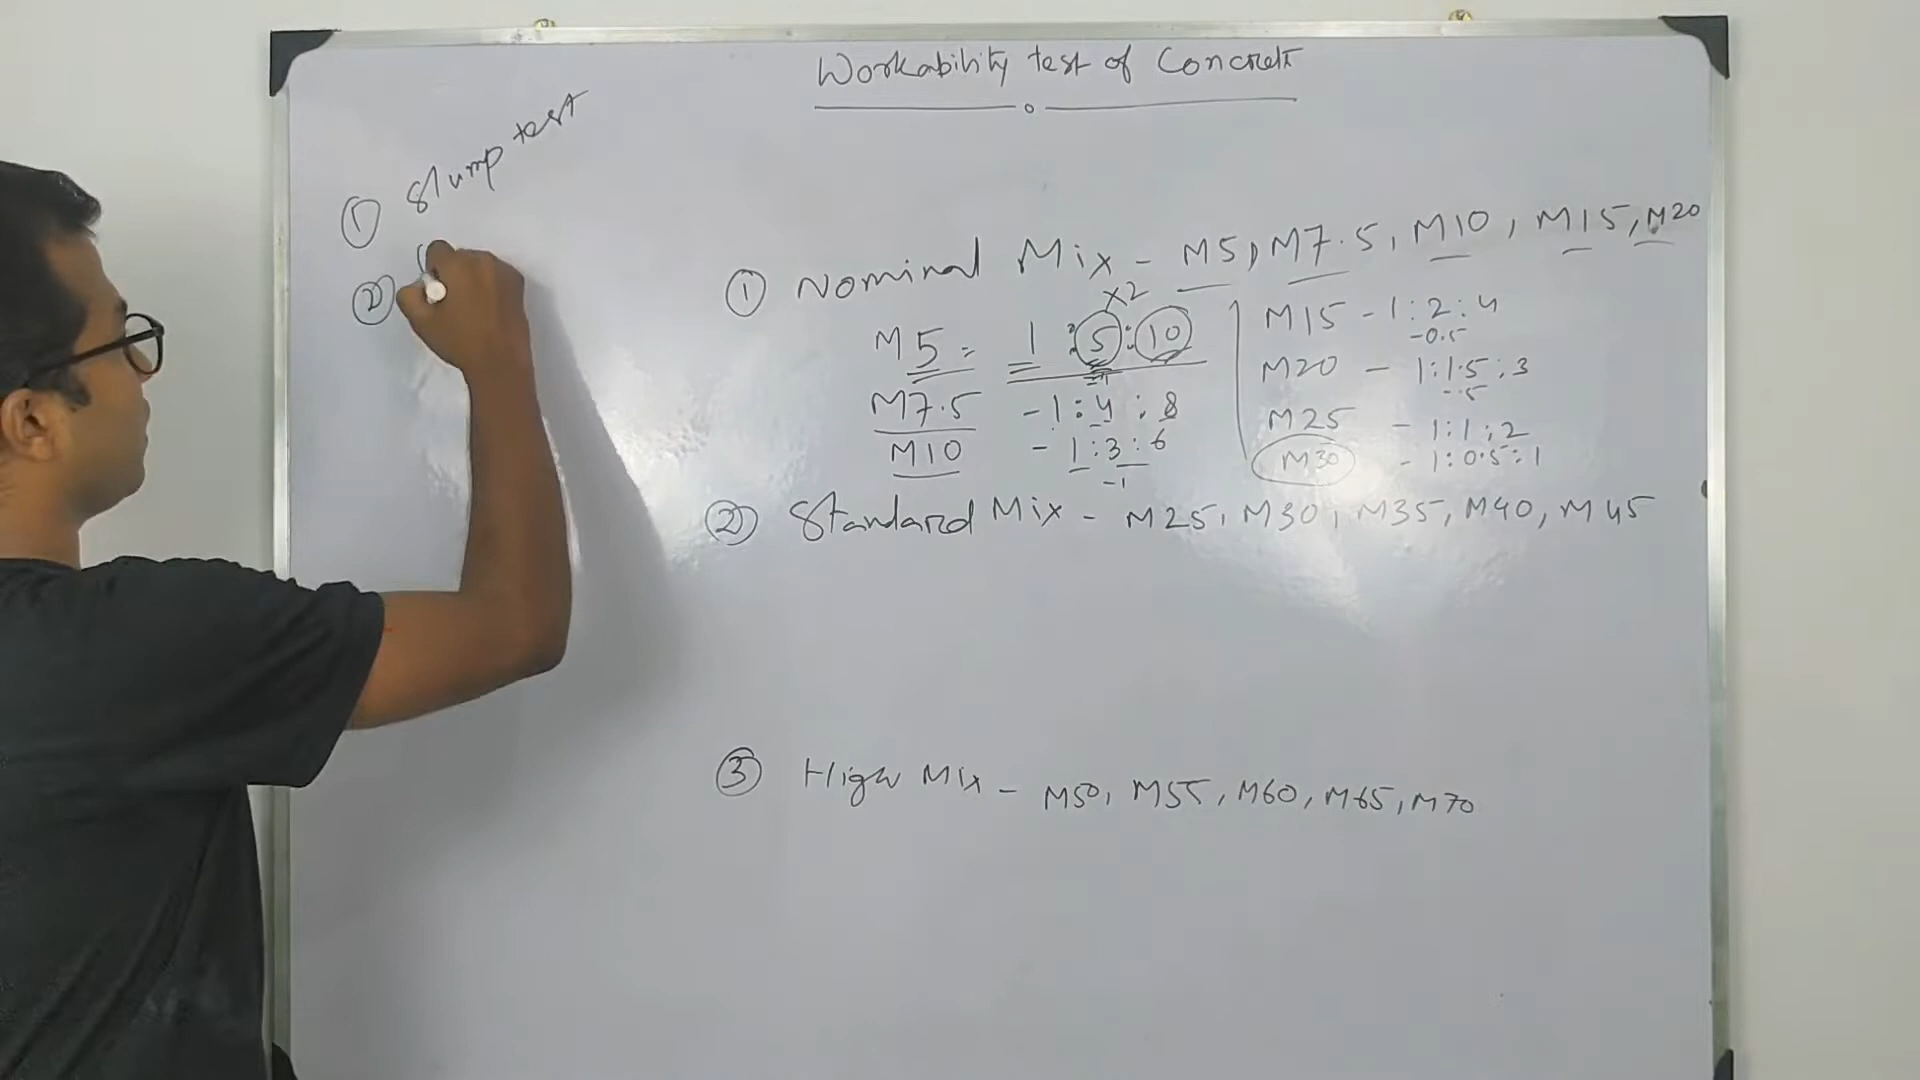 Workability test of Concrete
① Slump test
②
① Nominal Mix - M5, M7.5, M10, M15, M20
×2
M5 = 1 : 5 : 10
-1
M7.5 - 1 : 4 : 8
M10 - 1 : 3 : 6
-1
M15 - 1 : 2 : 4
-0.5
M20 - 1 : 1.5 : 3
-.5
M25 - 1 : 1 : 2
M30 - 1 : 0.5 : 1
② Standard Mix - M25, M30, M35, M40, M45
③ High Mix - M50, M55, M60, M65, M70